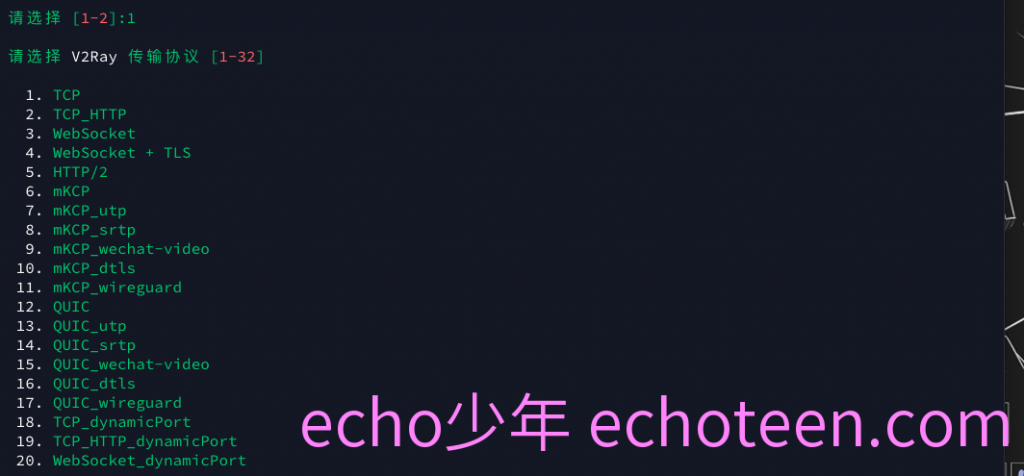 请选择 [1-2]:1
请选择 V2Ray 传输协议 [1-32]
1. TCP
2. TCP_HTTP
3. WebSocket
4. WebSocket + TLS
5. HTTP/2
6. mKCP
7. mKCP_utp
8. mKCP_srtp
9. mKCP_wechat-video
10. mKCP_dtls
11. mKCP_wireguard
12. QUIC
13. QUIC_utp
14. QUIC_srtp
15. QUIC_wechat-video
16. QUIC_dtls
17. QUIC_wireguard
18. TCP_dynamicPort
19. TCP_HTTP_dynamicPort
20. WebSocket_dynamicPort
echo少年 echoteen.com